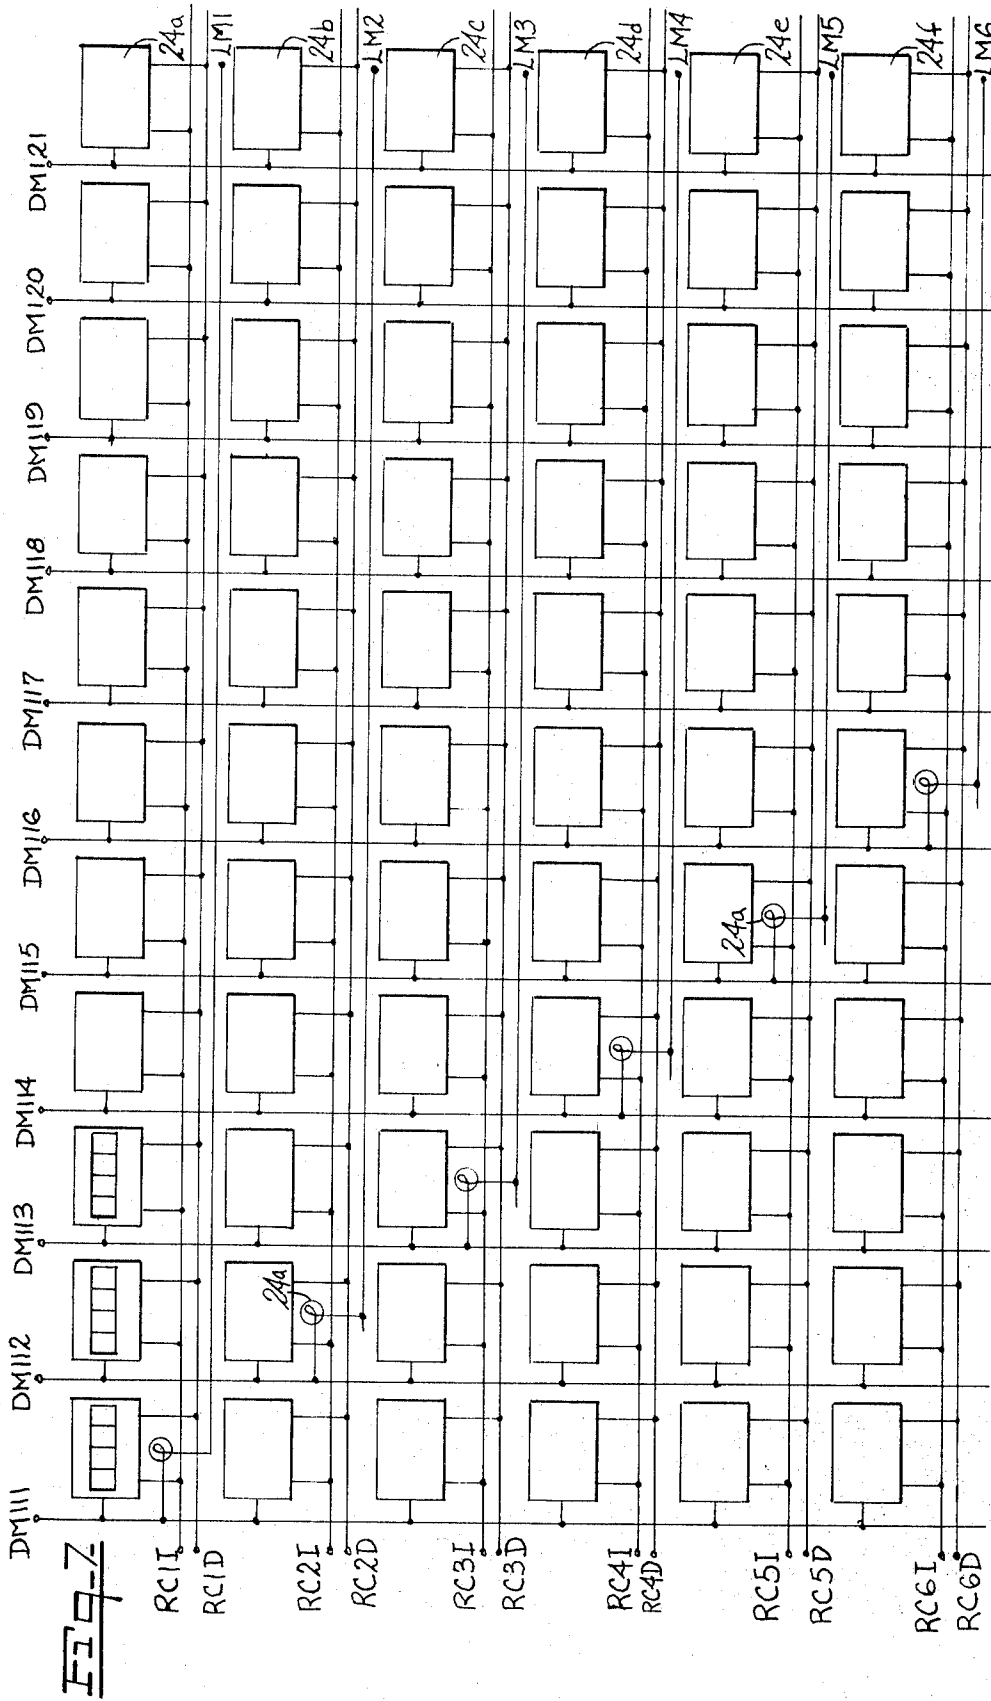 Fig-7-
DM111
DM112
DM113
DM114
DM115
DM116
DM117
DM118
DM119
DM120
DM121
RC1I
RC1D
24a
LM1
RC2I
RC2D
24a
24b
LM2
RC3I
RC3D
24c
LM3
RC4I
RC4D
24d
LM4
RC5I
RC5D
24a
24e
LM5
RC6I
RC6D
24f
LM6